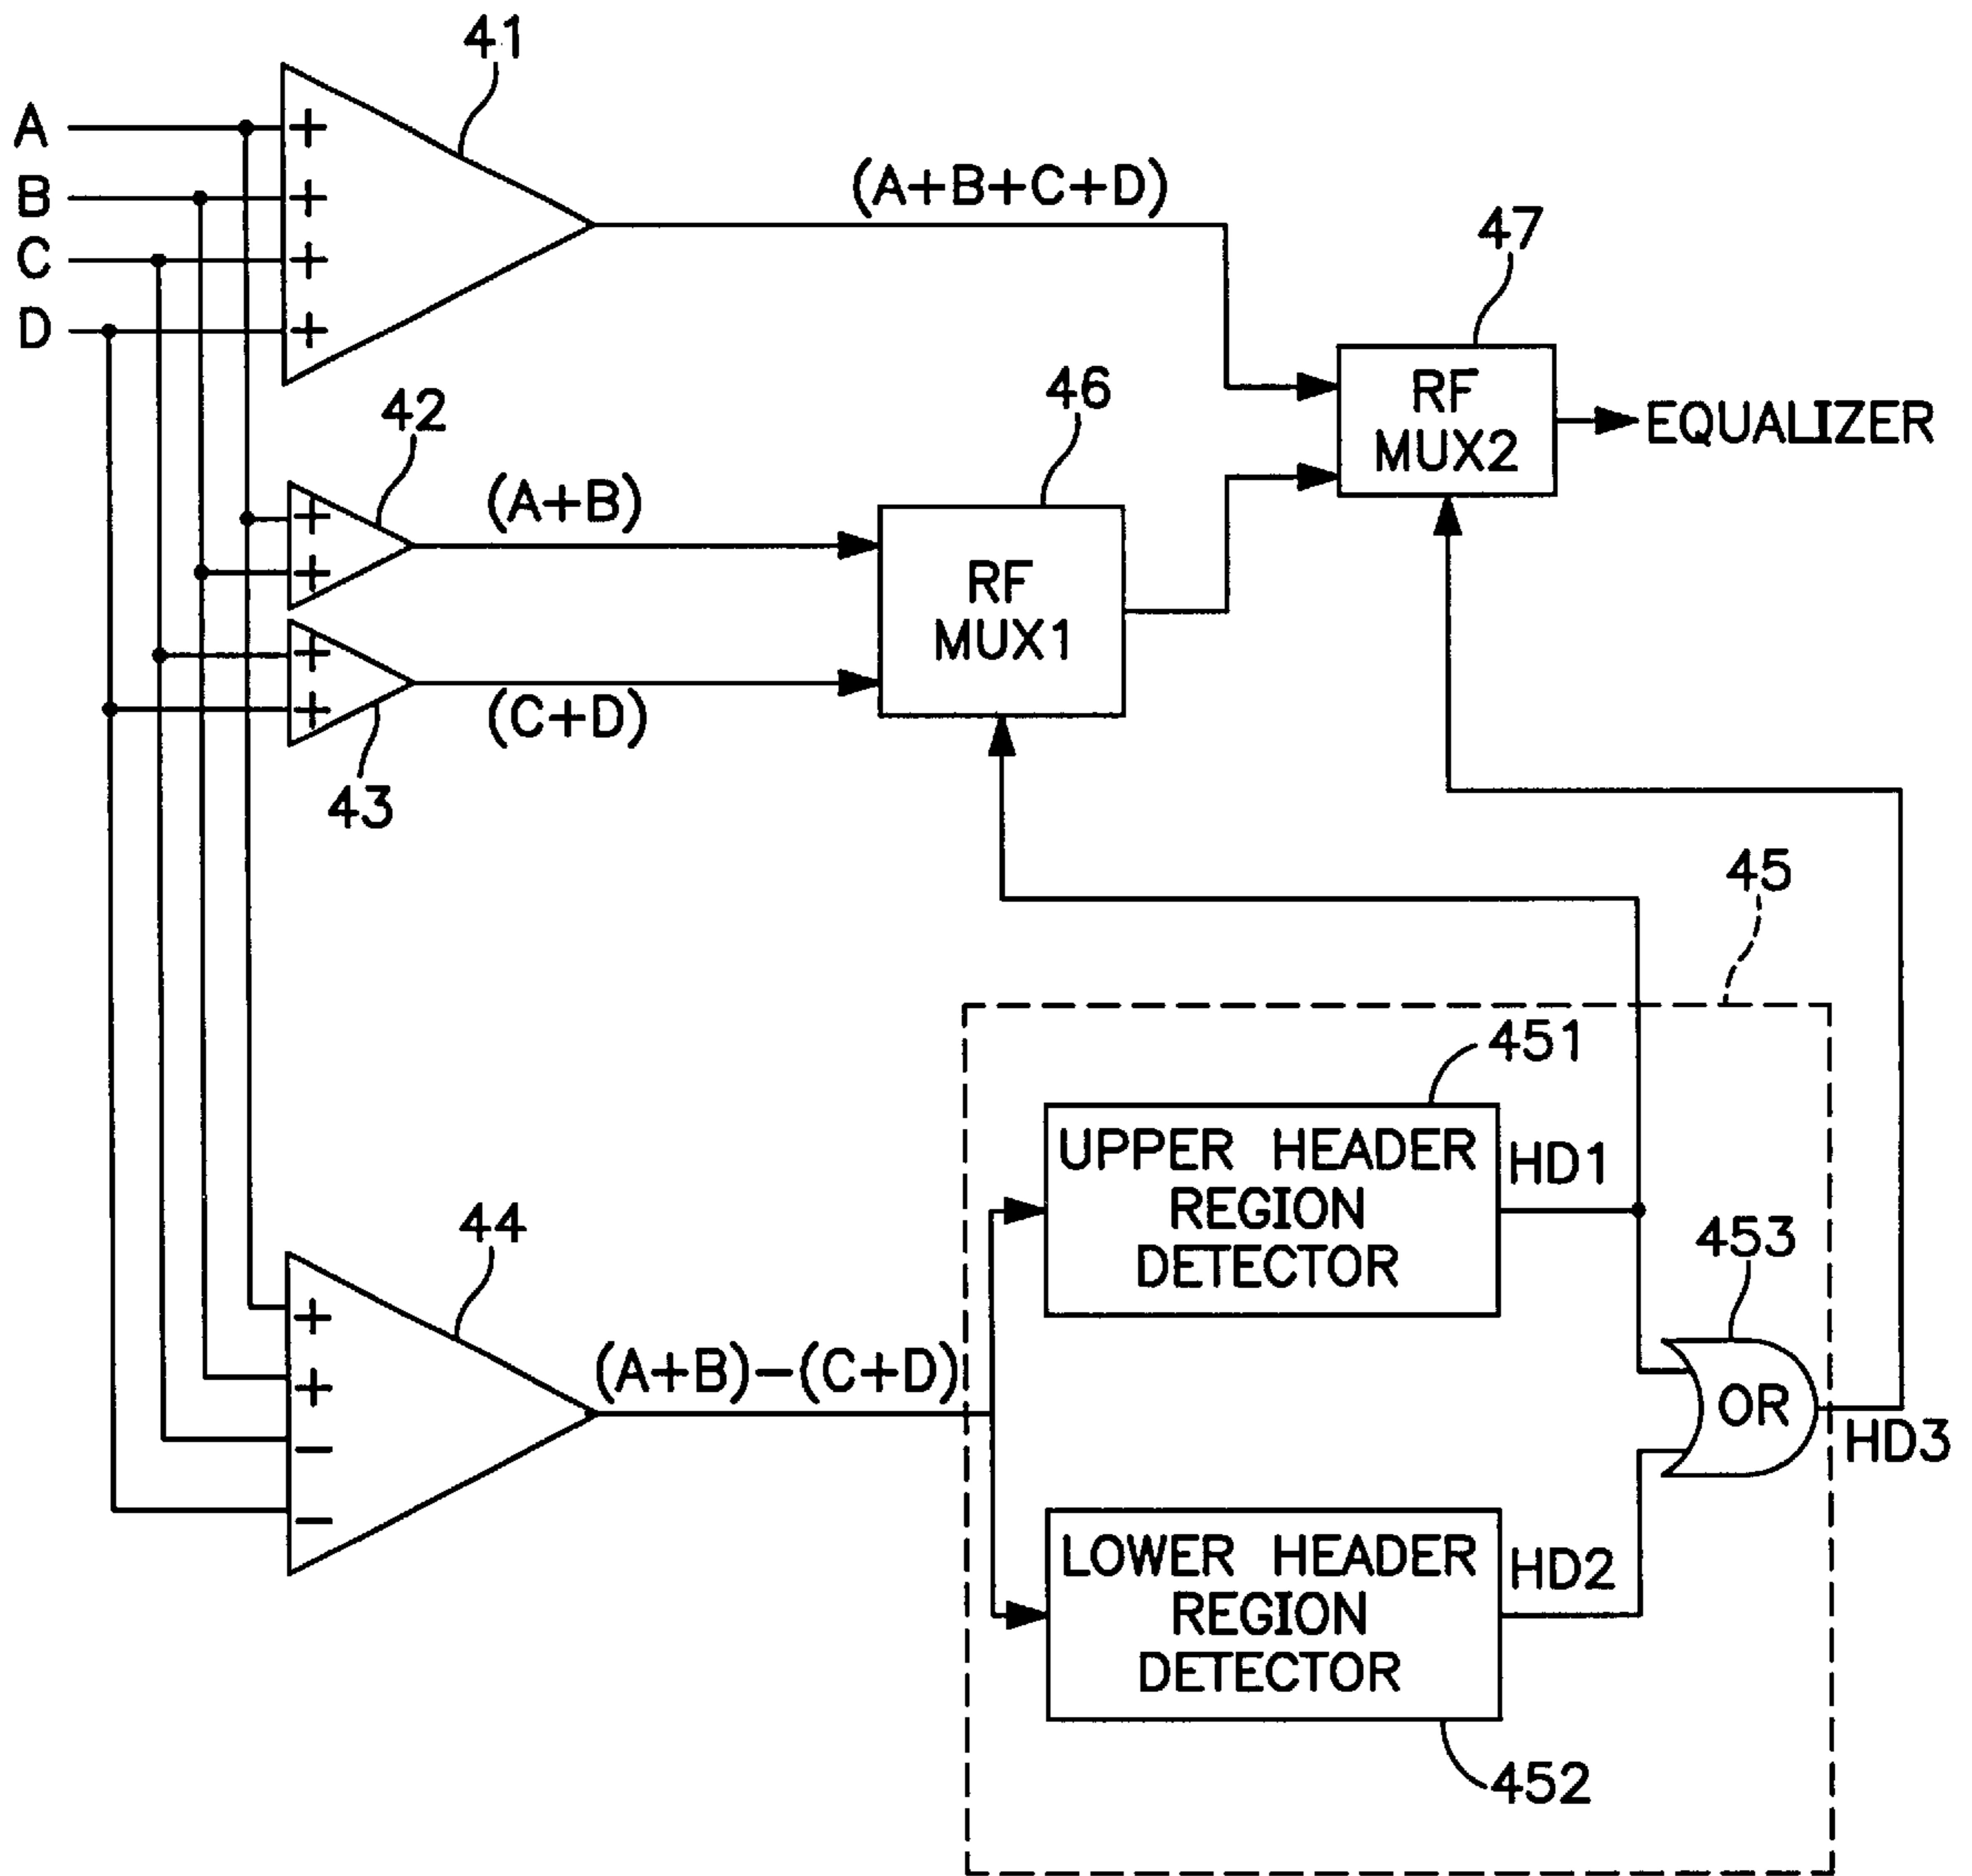 41
A
+
B
+
(A+B+C+D)
C
+
47
D
+
RF
MUX2
EQUALIZER
42
46
(A+B)
+
+
RF
MUX1
+
+
(C+D)
43
45
451
UPPER HEADER
REGION
DETECTOR
HD1
44
453
+
(A+B)-(C+D)
+
OR
−
HD3
−
LOWER HEADER
REGION
DETECTOR
HD2
452